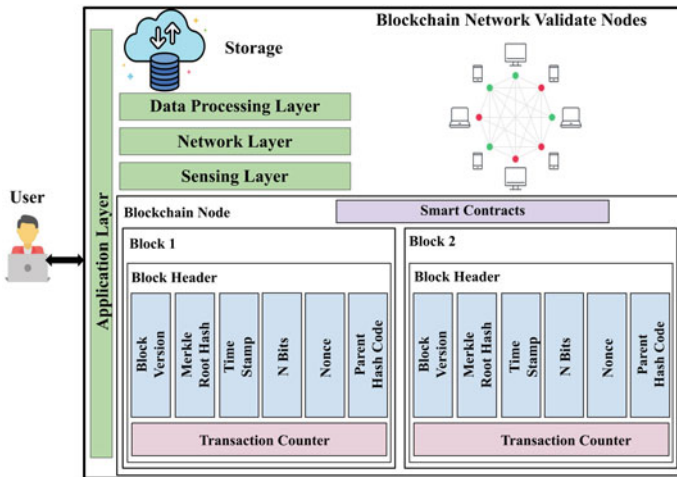 Blockchain Network Validate Nodes
Storage
Data Processing Layer
Network Layer
Sensing Layer
User
Application Layer
Blockchain Node
Smart Contracts
Block 1
Block Header
Block
Version
Merkle
Root Hash
Time
Stamp
N Bits
Nonce
Parent
Hash Code
Transaction Counter
Block 2
Block Header
Block
Version
Merkle
Root Hash
Time
Stamp
N Bits
Nonce
Parent
Hash Code
Transaction Counter